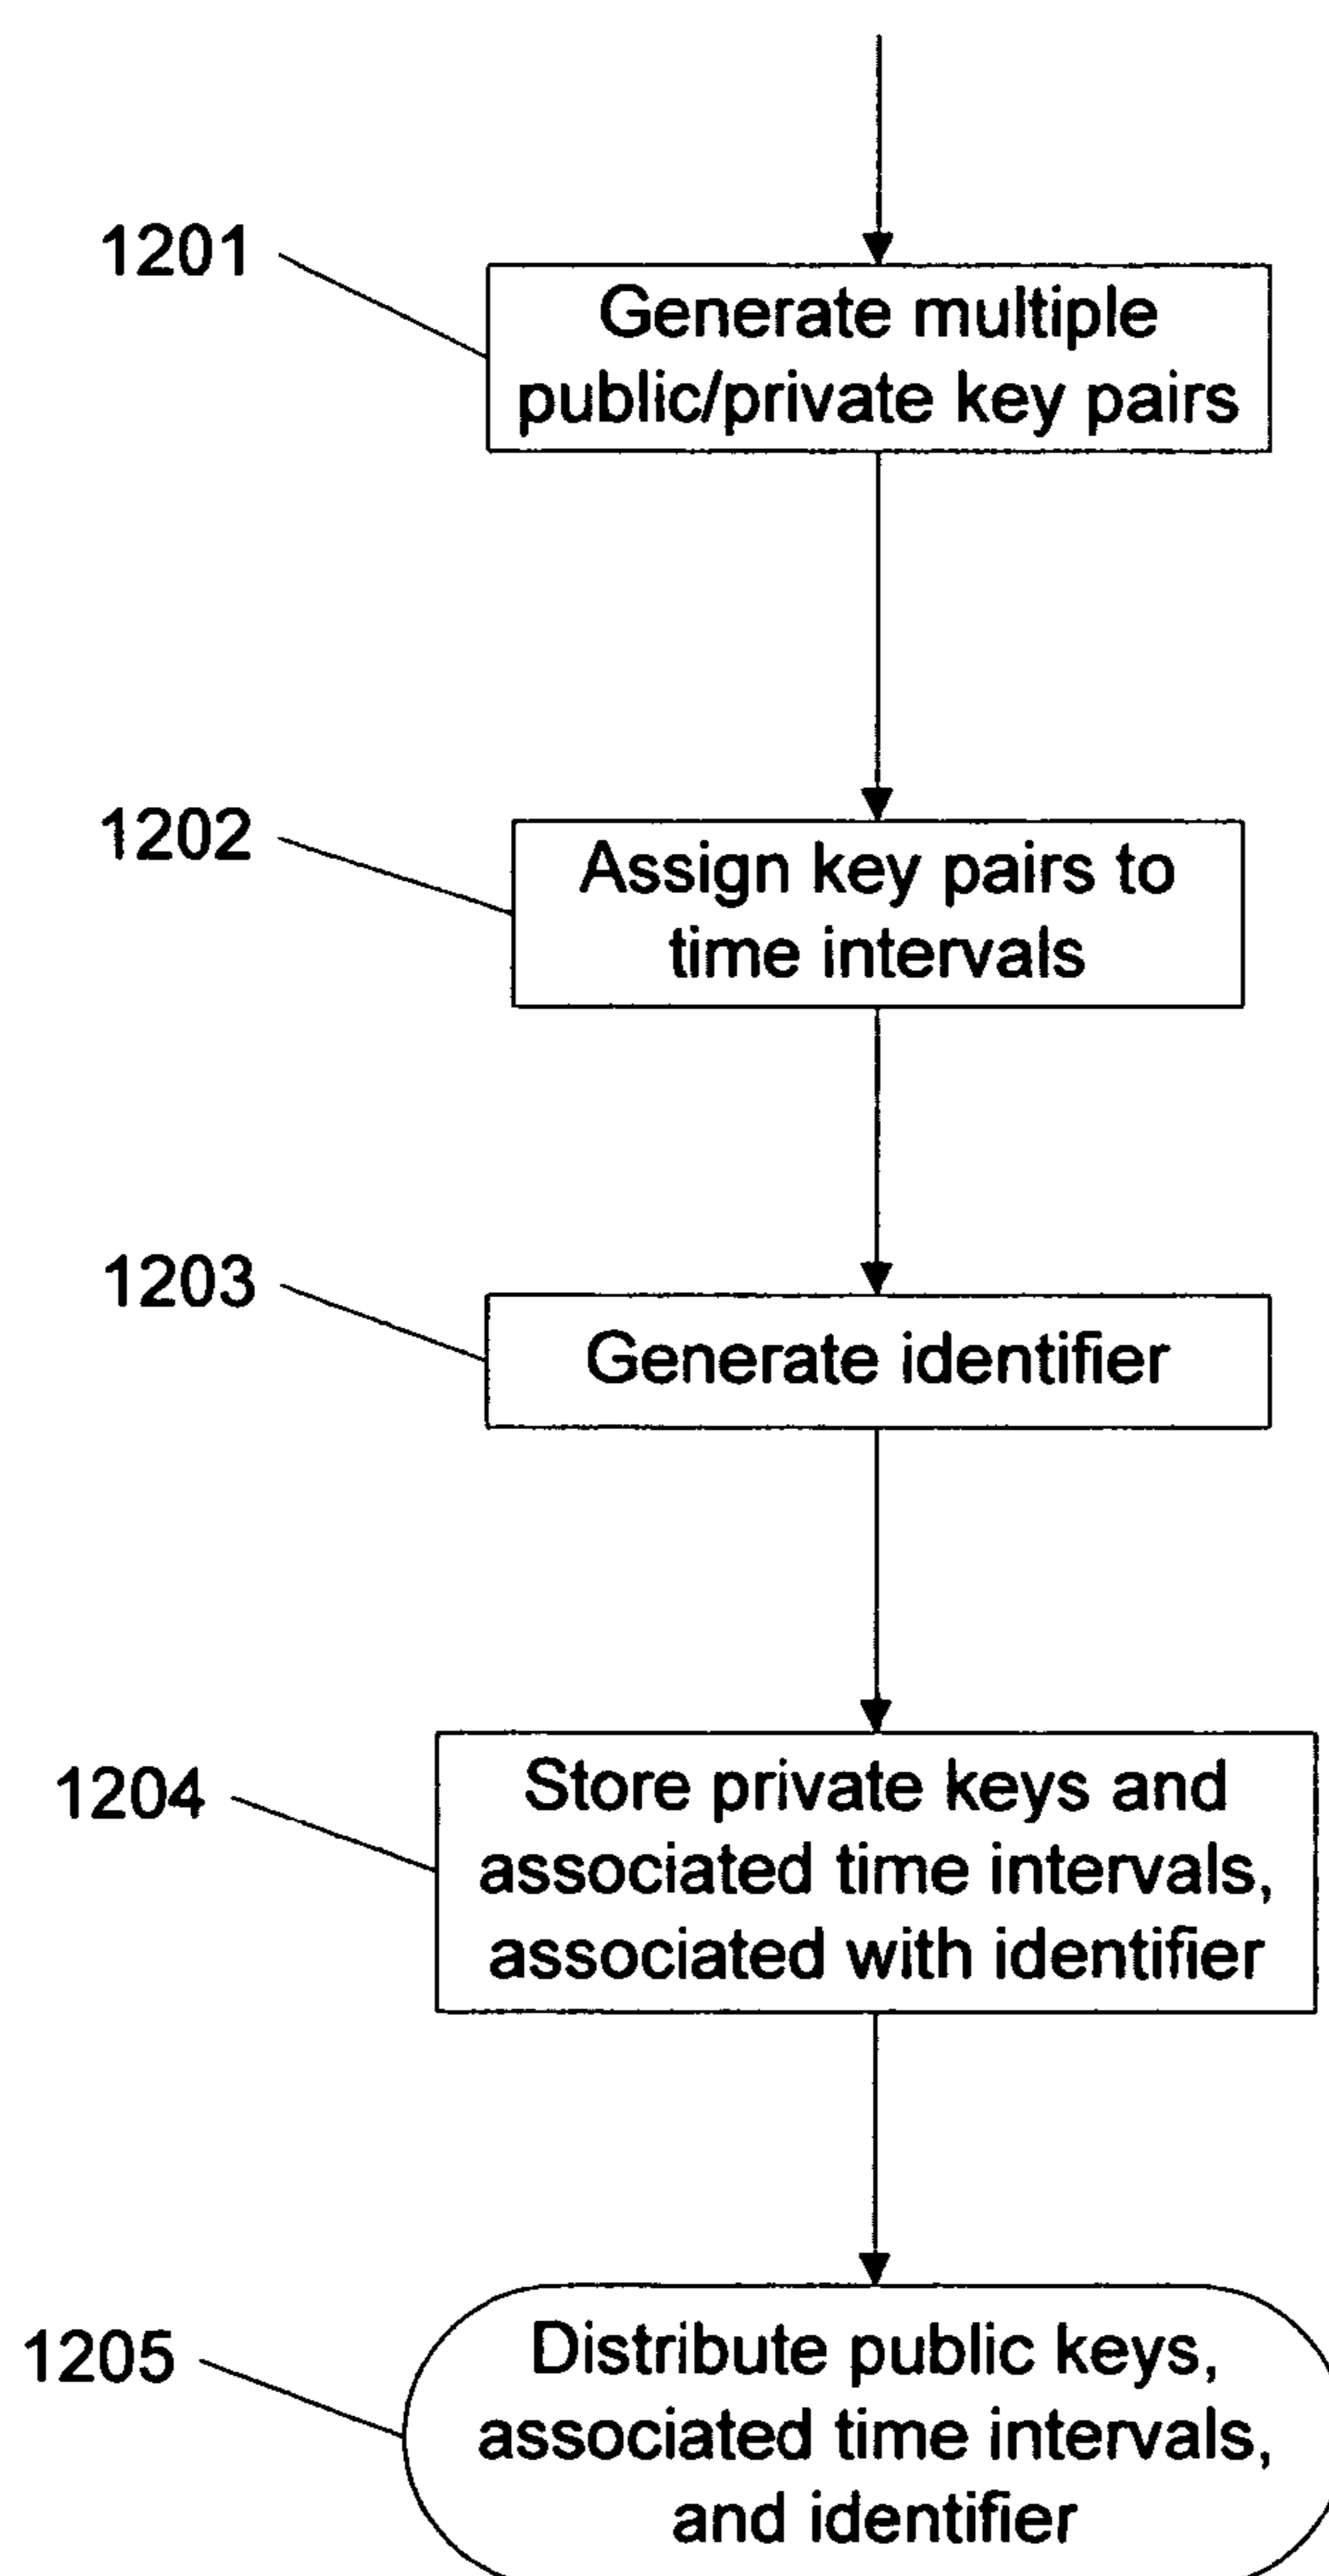 1201
Generate multiple
public/private key pairs
1202
Assign key pairs to
time intervals
1203
Generate identifier
1204
Store private keys and
associated time intervals,
associated with identifier
1205
Distribute public keys,
associated time intervals,
and identifier